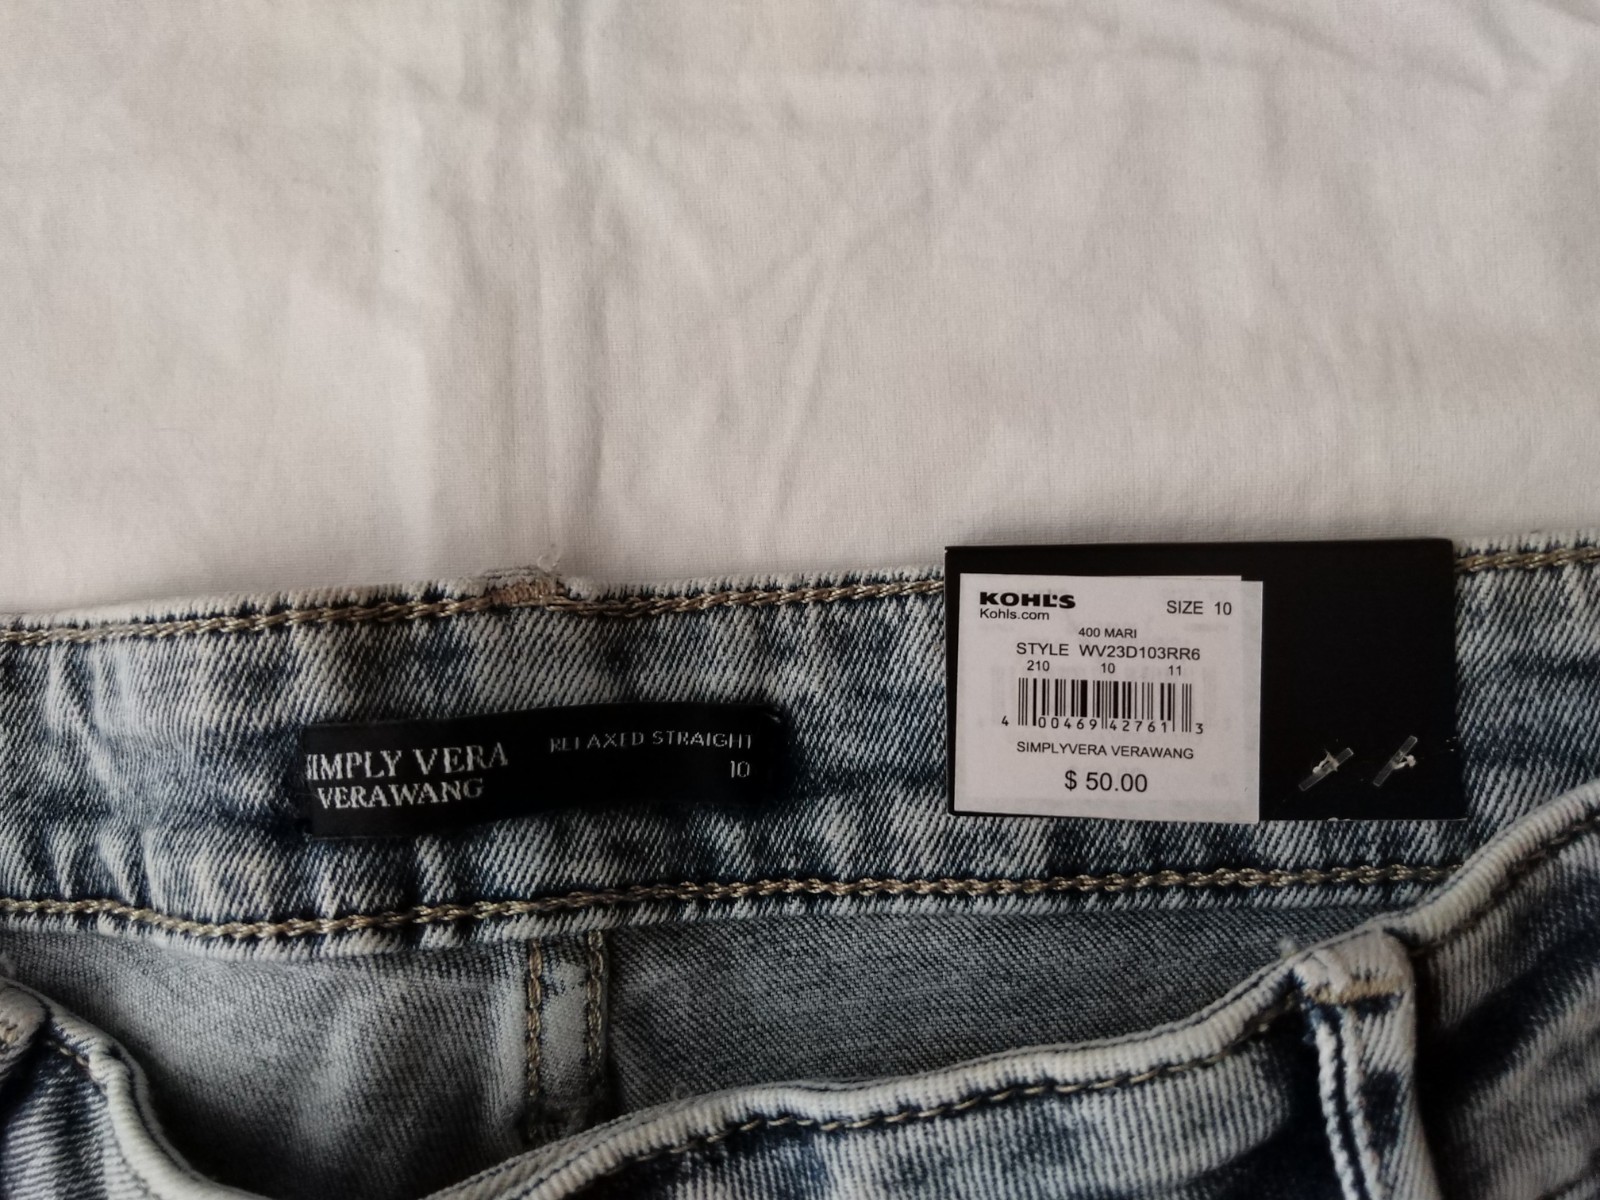 SIMPLY VERA
VERAWANG
RELAXED STRAIGHT
10
KOHL'S
Kohls.com
SIZE 10
400 MARI
STYLE WV23D103RR6
210 10 11
4 00469 42761 3
SIMPLYVERA VERAWANG
$ 50.00